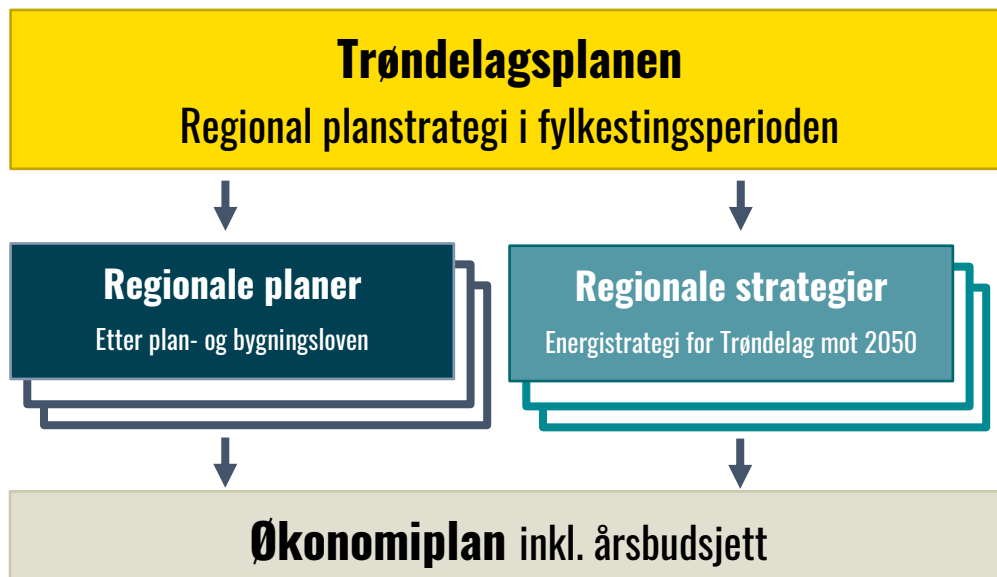 Trøndelagsplanen
Regional planstrategi i fylkestingsperioden
Regionale planer
Etter plan- og bygningsloven
Regionale strategier
Energistrategi for Trøndelag mot 2050
Økonomiplan inkl. årsbudsjett